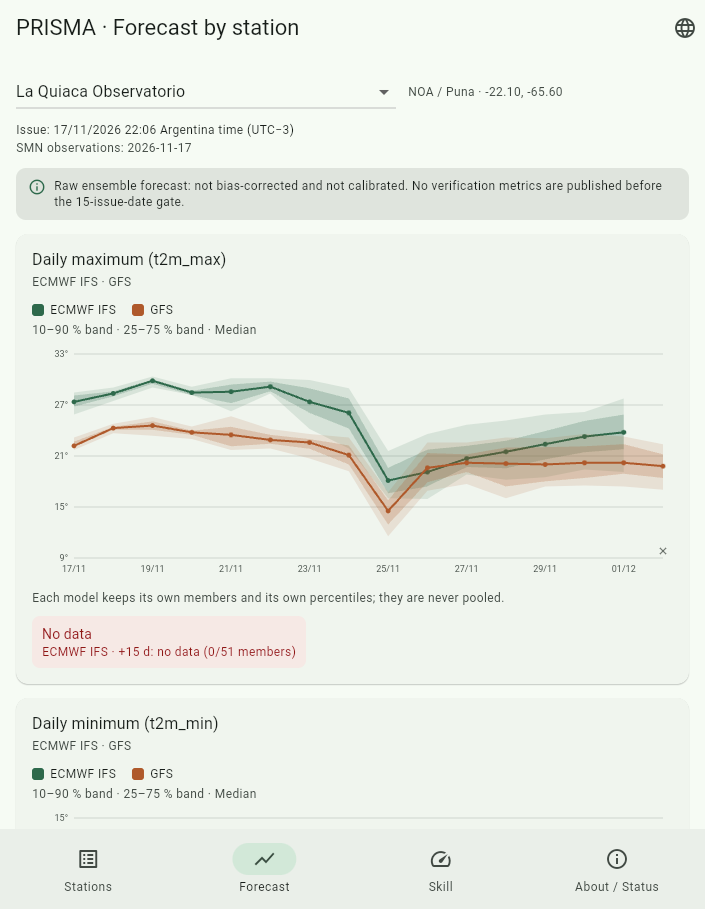 PRISMA · Forecast by station
La Quiaca Observatorio
NOA / Puna · -22.10, -65.60
Issue: 17/11/2026 22:06 Argentina time (UTC−3)
SMN observations: 2026-11-17
Raw ensemble forecast: not bias-corrected and not calibrated. No verification metrics are published before
the 15-issue-date gate.
Daily maximum (t2m_max)
ECMWF IFS · GFS
ECMWF IFS
GFS
10–90 % band · 25–75 % band · Median
33°
27°
21°
15°
9°
17/11
19/11
21/11
23/11
25/11
27/11
29/11
01/12
Each model keeps its own members and its own percentiles; they are never pooled.
No data
ECMWF IFS · +15 d: no data (0/51 members)
Daily minimum (t2m_min)
ECMWF IFS · GFS
ECMWF IFS
GFS
10–90 % band · 25–75 % band · Median
15°
Stations
Forecast
Skill
About / Status